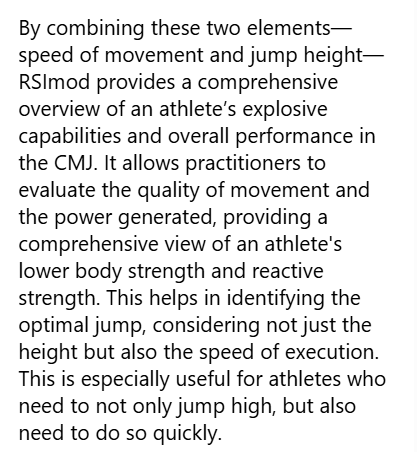 By combining these two elements—
speed of movement and jump height—
RSImod provides a comprehensive
overview of an athlete’s explosive
capabilities and overall performance in
the CMJ. It allows practitioners to
evaluate the quality of movement and
the power generated, providing a
comprehensive view of an athlete's
lower body strength and reactive
strength. This helps in identifying the
optimal jump, considering not just the
height but also the speed of execution.
This is especially useful for athletes who
need to not only jump high, but also
need to do so quickly.